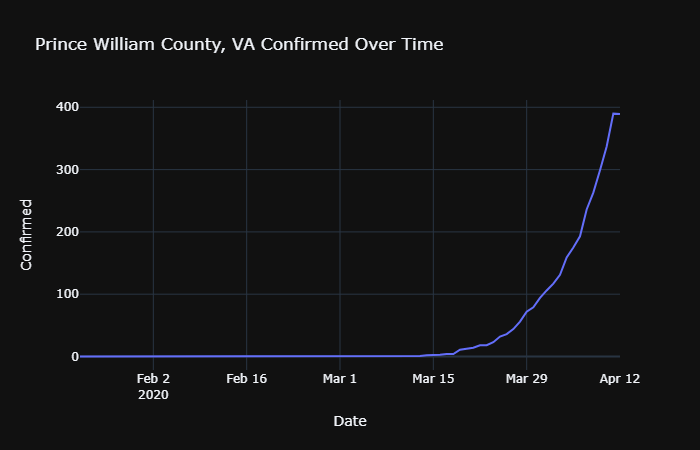 Prince William County, VA Confirmed Over Time
Confirmed
400
300
200
100
0
Feb 2
2020
Feb 16
Mar 1
Mar 15
Mar 29
Apr 12
Date